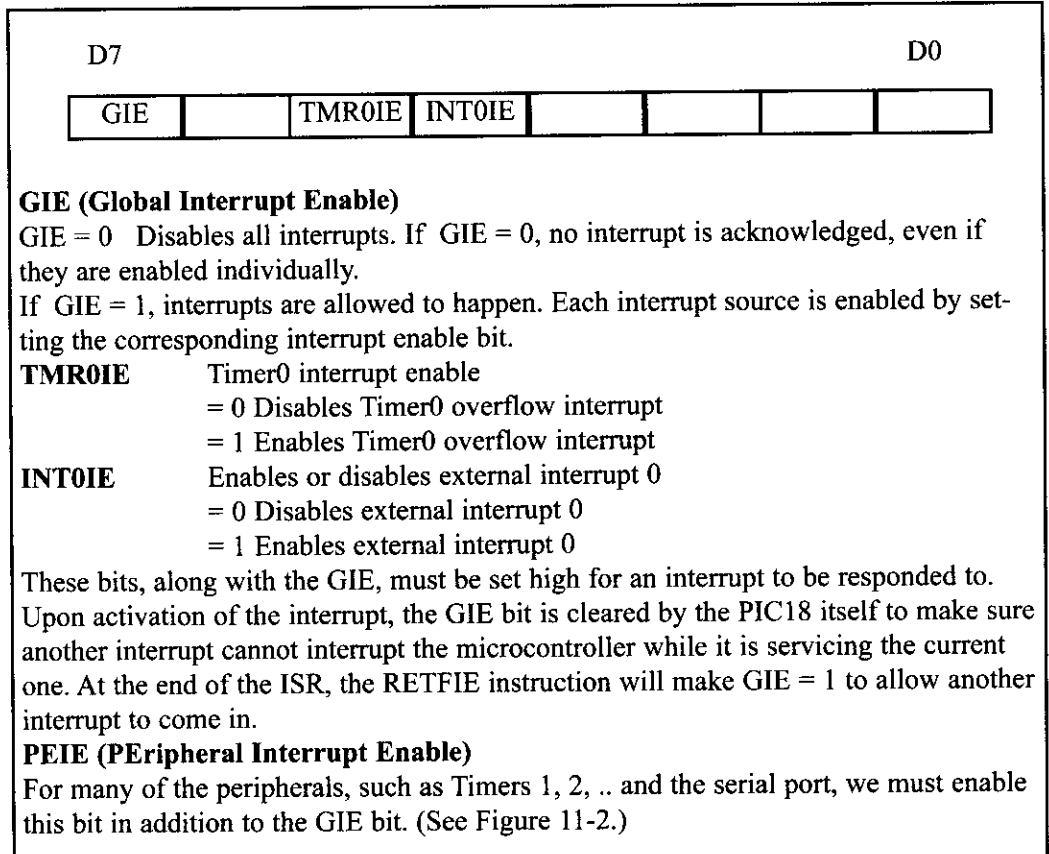 D7 D0
GIE TMR0IE INT0IE
GIE (Global Interrupt Enable)
GIE = 0 Disables all interrupts. If GIE = 0, no interrupt is acknowledged, even if
they are enabled individually.
If GIE = 1, interrupts are allowed to happen. Each interrupt source is enabled by set-
ting the corresponding interrupt enable bit.
TMR0IE Timer0 interrupt enable
= 0 Disables Timer0 overflow interrupt
= 1 Enables Timer0 overflow interrupt
INT0IE Enables or disables external interrupt 0
= 0 Disables external interrupt 0
= 1 Enables external interrupt 0
These bits, along with the GIE, must be set high for an interrupt to be responded to.
Upon activation of the interrupt, the GIE bit is cleared by the PIC18 itself to make sure
another interrupt cannot interrupt the microcontroller while it is servicing the current
one. At the end of the ISR, the RETFIE instruction will make GIE = 1 to allow another
interrupt to come in.
PEIE (PEripheral Interrupt Enable)
For many of the peripherals, such as Timers 1, 2, .. and the serial port, we must enable
this bit in addition to the GIE bit. (See Figure 11-2.)